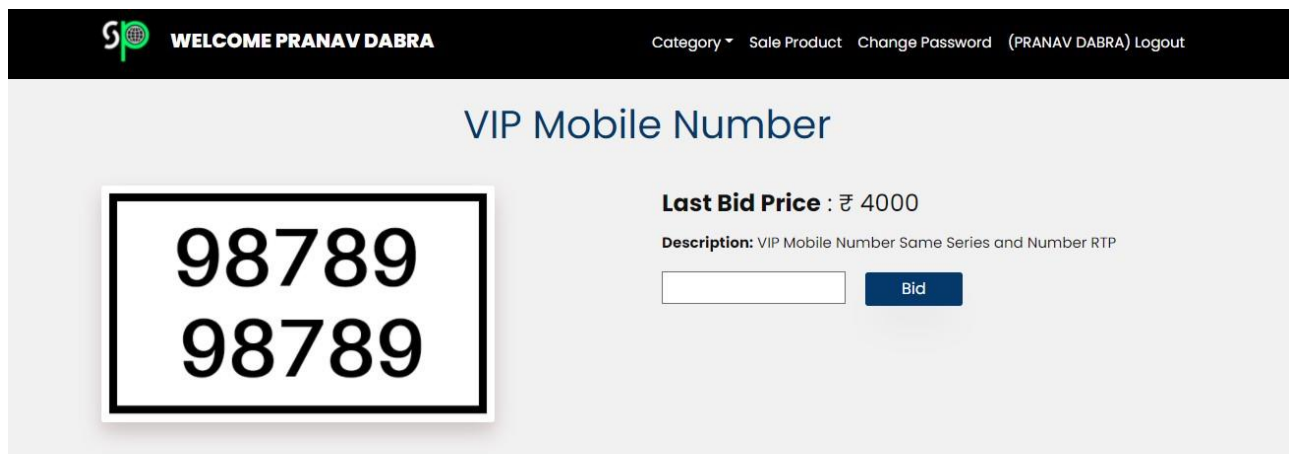 SP
WELCOME PRANAV DABRA
Category Sale Product Change Password (PRANAV DABRA) Logout
VIP Mobile Number
98789
98789
Last Bid Price : ₹ 4000
Description: VIP Mobile Number Same Series and Number RTP
Bid